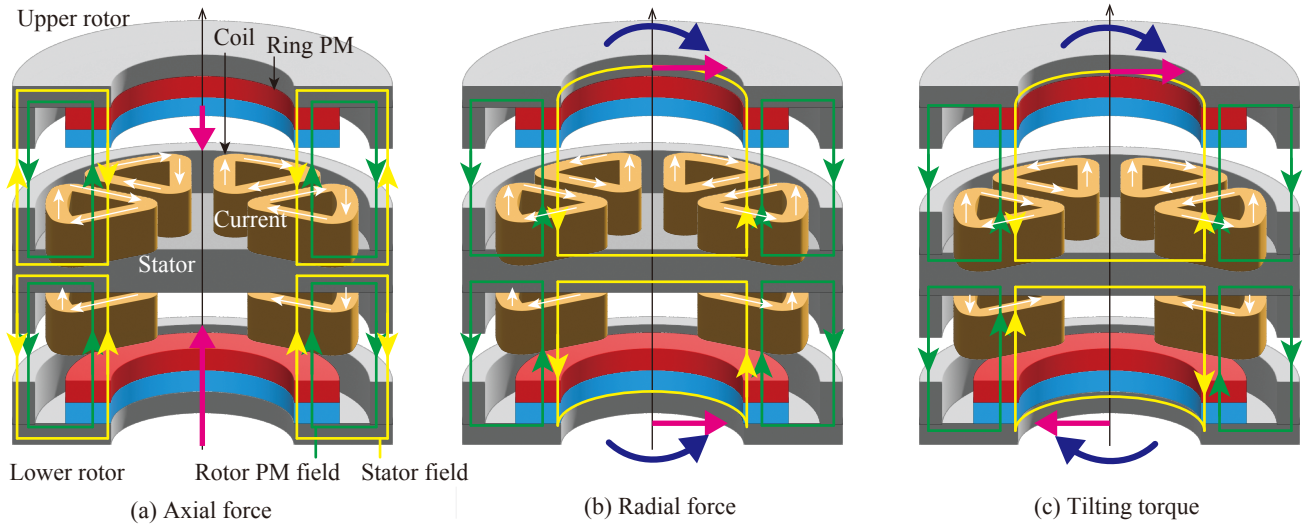 Upper rotor
Coil
Ring PM
Current
Stator
Lower rotor
Rotor PM field
Stator field
(a) Axial force
(b) Radial force
(c) Tilting torque